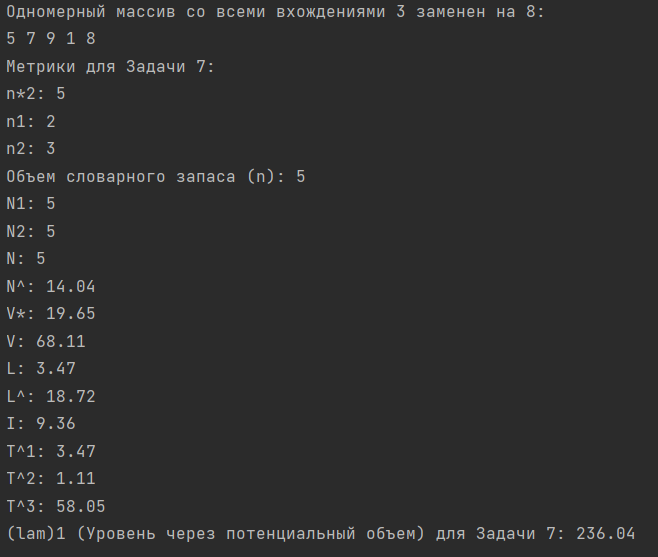 Одномерный массив со всеми вхождениями 3 заменен на 8:
5 7 9 1 8
Метрики для Задачи 7:
n*2: 5
n1: 2
n2: 3
Объем словарного запаса (n): 5
N1: 5
N2: 5
N: 5
N^: 14.04
V*: 19.65
V: 68.11
L: 3.47
L^: 18.72
I: 9.36
T^1: 3.47
T^2: 1.11
T^3: 58.05
(lam)1 (Уровень через потенциальный объем) для Задачи 7: 236.04